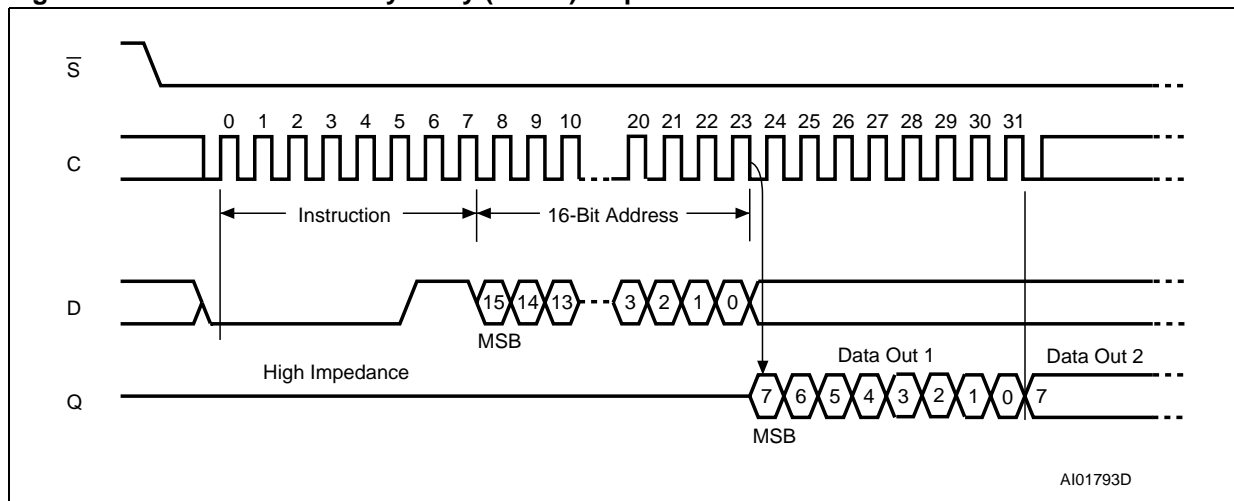 S
0 1 2 3 4 5 6 7 8 9 10 20 21 22 23 24 25 26 27 28 29 30 31
C
Instruction 16-Bit Address
D
15 14 13 3 2 1 0
MSB
High Impedance
Data Out 1 Data Out 2
Q
7 6 5 4 3 2 1 0 7
MSB
AI01793D